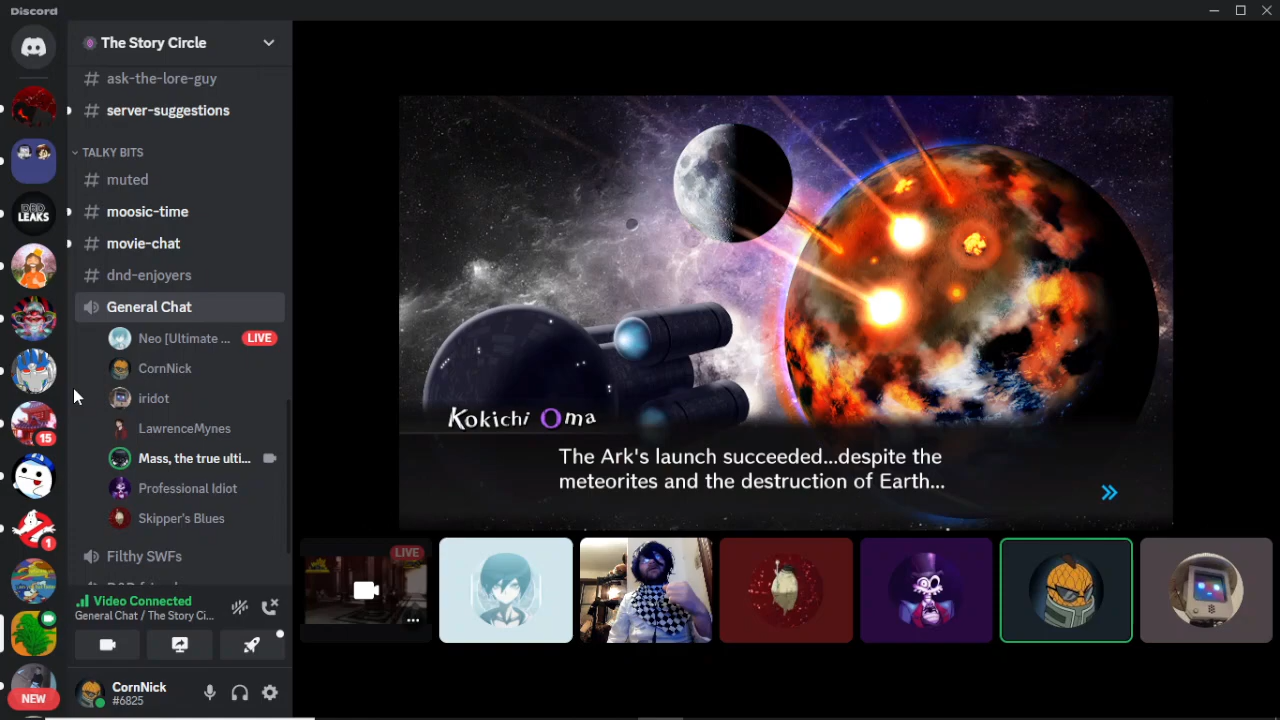 Discord
The Story Circle
ask-the-lore-guy
server-suggestions
TALKY BITS
muted
moosic-time
movie-chat
dnd-enjoyers
General Chat
Neo [Ultimate ...
LIVE
CornNick
iridot
LawrenceMynes
Mass, the true ulti...
Professional Idiot
Skipper's Blues
Filthy SWFs
Video Connected
General Chat / The Story Ci...
CornNick
#6825
LEAKS
15
1
NEW
Kokichi Oma
The Ark's launch succeeded...despite the
meteorites and the destruction of Earth...
LIVE